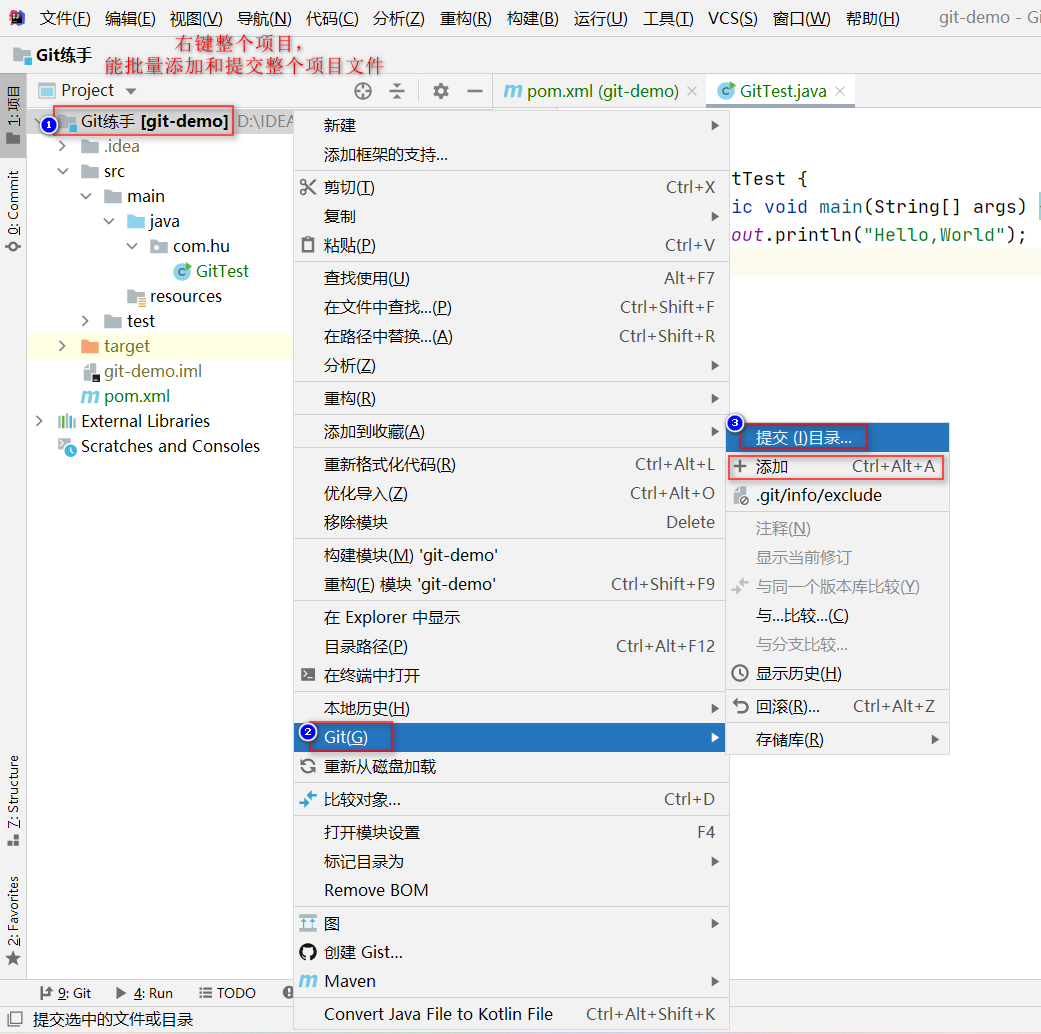 文件(F) 编辑(E) 视图(V) 导航(N) 代码(C) 分析(Z) 重构(R) 构建(B) 运行(U) 工具(T) VCS(S) 窗口(W) 帮助(H) git-demo - Gi
Git练手
右键整个项目，
能批量添加和提交整个项目文件
Project
pom.xml (git-demo)
GitTest.java
1: 项目
0: Commit
7: Structure
2: Favorites
1
Git练手 [git-demo] D:\IDEA
.idea
src
main
java
com.hu
GitTest
resources
test
target
git-demo.iml
pom.xml
External Libraries
Scratches and Consoles
tTest {
ic void main(String[] args) {
out.println("Hello,World");
新建
添加框架的支持...
剪切(T) Ctrl+X
复制
粘贴(P) Ctrl+V
查找使用(U) Alt+F7
在文件中查找...(P) Ctrl+Shift+F
在路径中替换...(A) Ctrl+Shift+R
分析(Z)
重构(R)
添加到收藏(A)
重新格式化代码(R) Ctrl+Alt+L
优化导入(Z) Ctrl+Alt+O
移除模块 Delete
构建模块(M) 'git-demo'
重构(E) 模块 'git-demo' Ctrl+Shift+F9
在 Explorer 中显示
目录路径(P) Ctrl+Alt+F12
在终端中打开
本地历史(H)
2
Git(G)
重新从磁盘加载
比较对象... Ctrl+D
打开模块设置 F4
标记目录为
Remove BOM
图
创建 Gist...
Maven
Convert Java File to Kotlin File Ctrl+Alt+Shift+K
3
提交 (I)目录...
添加 Ctrl+Alt+A
.git/info/exclude
注释(N)
显示当前修订
与同一个版本库比较(Y)
与...比较...(C)
与分支比较...
显示历史(H)
回滚(R)... Ctrl+Alt+Z
存储库(R)
9: Git 4: Run TODO
提交选中的文件或目录